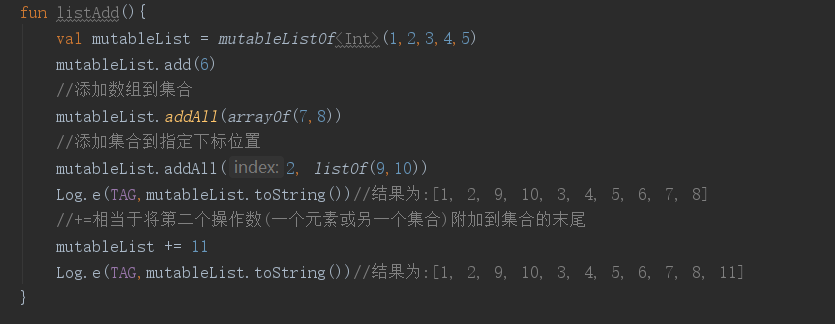 fun listAdd(){
val mutableList = mutableListOf<Int>(1,2,3,4,5)
mutableList.add(6)
//添加数组到集合
mutableList.addAll(arrayOf(7,8))
//添加集合到指定下标位置
mutableList.addAll( index: 2, listOf(9,10))
Log.e(TAG,mutableList.toString())//结果为:[1, 2, 9, 10, 3, 4, 5, 6, 7, 8]
//+=相当于将第二个操作数(一个元素或另一个集合)附加到集合的末尾
mutableList += 11
Log.e(TAG,mutableList.toString())//结果为:[1, 2, 9, 10, 3, 4, 5, 6, 7, 8, 11]
}